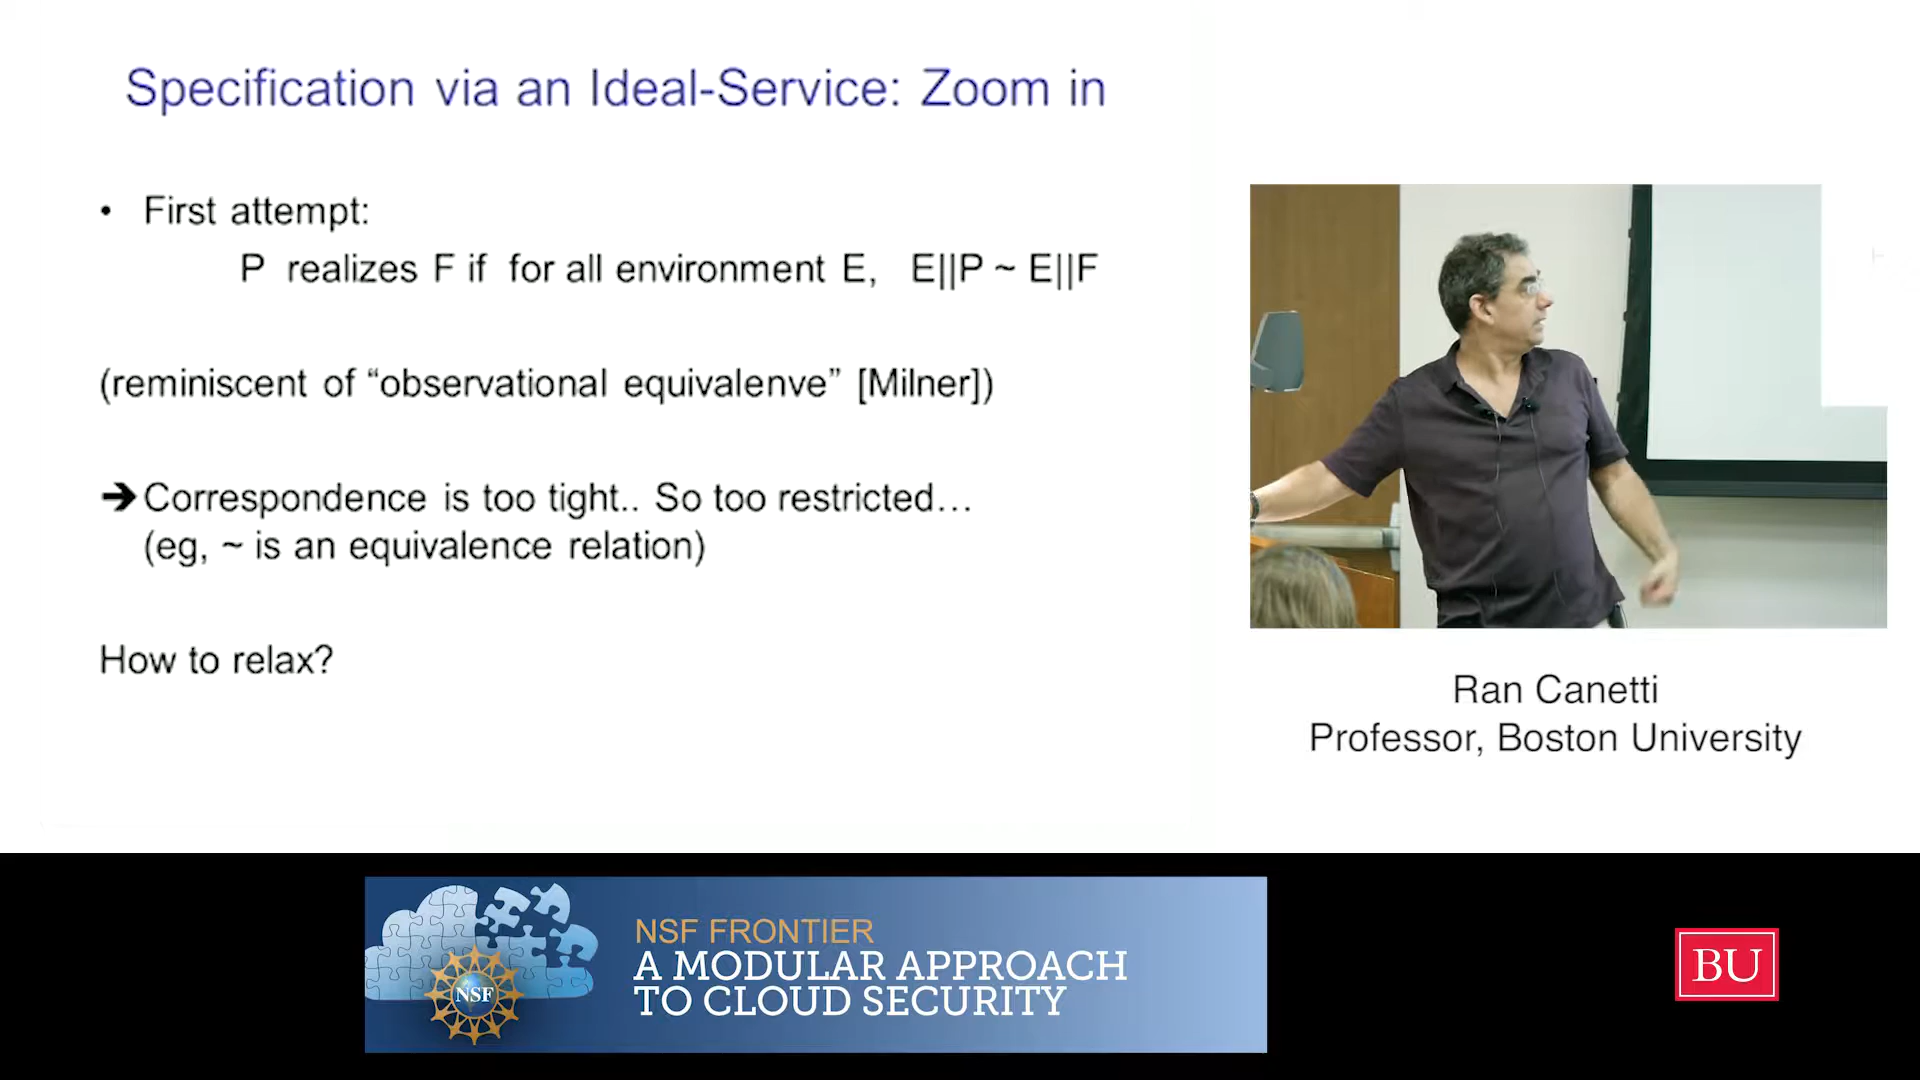 Specification via an Ideal-Service: Zoom in
• First attempt:
P realizes F if for all environment E, E||P ~ E||F
(reminiscent of “observational equivalenve” [Milner])
➔ Correspondence is too tight.. So too restricted…
(eg, ~ is an equivalence relation)
How to relax?
Ran Canetti
Professor, Boston University
NSF
NSF FRONTIER
A MODULAR APPROACH
TO CLOUD SECURITY
BU